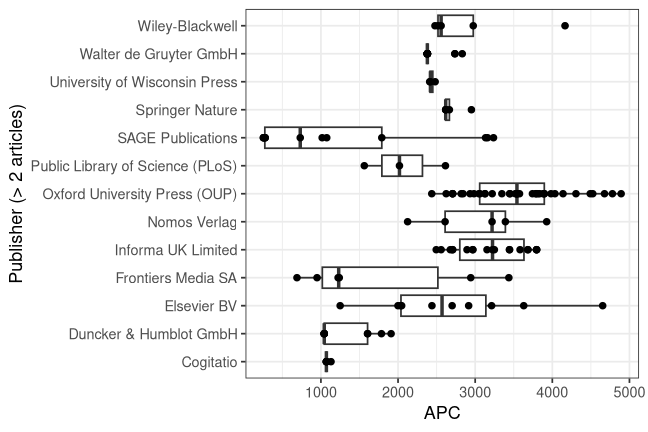 Publisher (> 2 articles)
Wiley-Blackwell
Walter de Gruyter GmbH
University of Wisconsin Press
Springer Nature
SAGE Publications
Public Library of Science (PLoS)
Oxford University Press (OUP)
Nomos Verlag
Informa UK Limited
Frontiers Media SA
Elsevier BV
Duncker & Humblot GmbH
Cogitatio
1000 2000 3000 4000 5000
APC